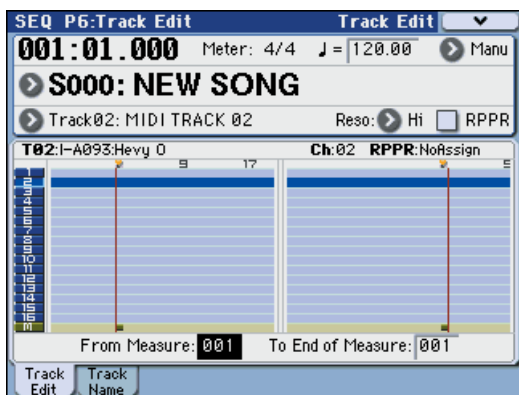 SEQ P6:Track Edit Track Edit
001:01.000 Meter: 4/4 ♩= 120.00 Manu
S000: NEW SONG
Track02: MIDI TRACK 02 Reso: Hi RPPR
T02:I-A093:Hevy O Ch:02 RPPR:NoAssign
9 17
1
2
3
4
5
6
7
8
9
10
11
12
13
14
15
16
M
From Measure: 001 To End of Measure: 001
Track Edit Track Name